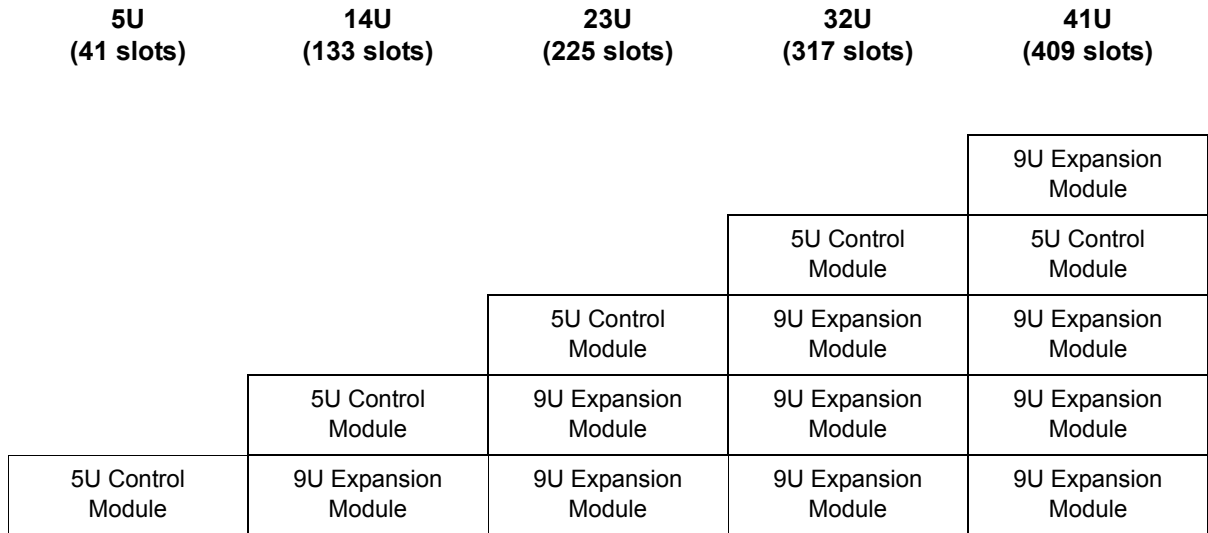 5U
(41 slots)
14U
(133 slots)
23U
(225 slots)
32U
(317 slots)
41U
(409 slots)
9U Expansion
Module
5U Control
Module
5U Control
Module
5U Control
Module
9U Expansion
Module
9U Expansion
Module
5U Control
Module
9U Expansion
Module
9U Expansion
Module
9U Expansion
Module
5U Control
Module
9U Expansion
Module
9U Expansion
Module
9U Expansion
Module
9U Expansion
Module